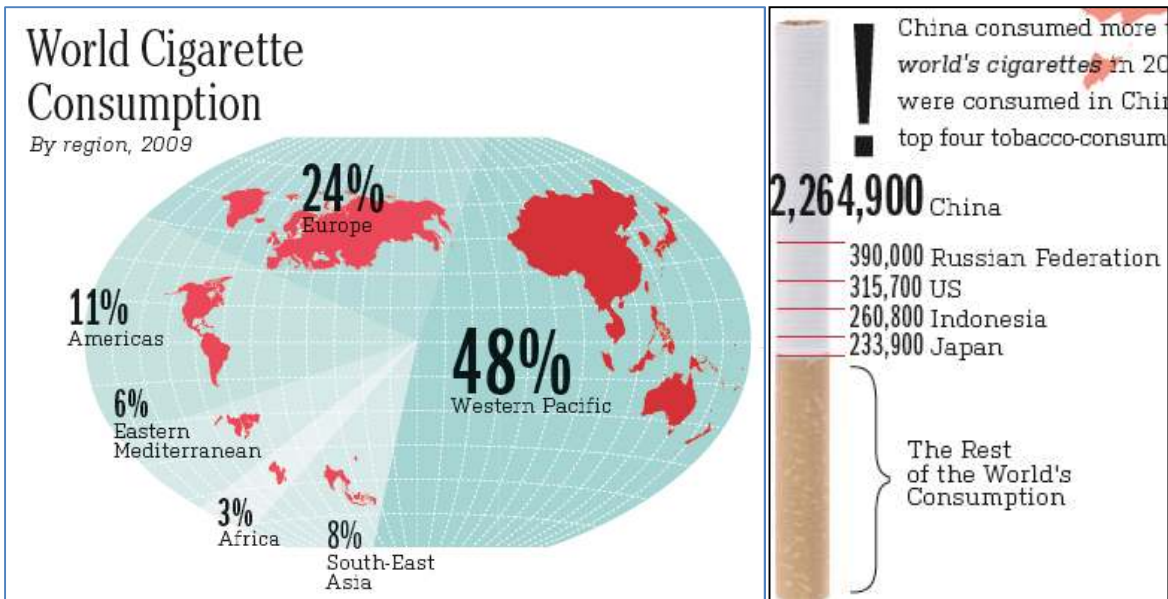 World Cigarette
Consumption
By region, 2009
24%
Europe
11%
Americas
48%
Western Pacific
6%
Eastern
Mediterranean
3%
Africa
8%
South-East
Asia
! China consumed more
world's cigarettes in
were consumed in
top four
2,264,900 China
390,000 Russian Federation
315,700 US
260,800 Indonesia
233,900 Japan
The Rest
of the World's
Consumption